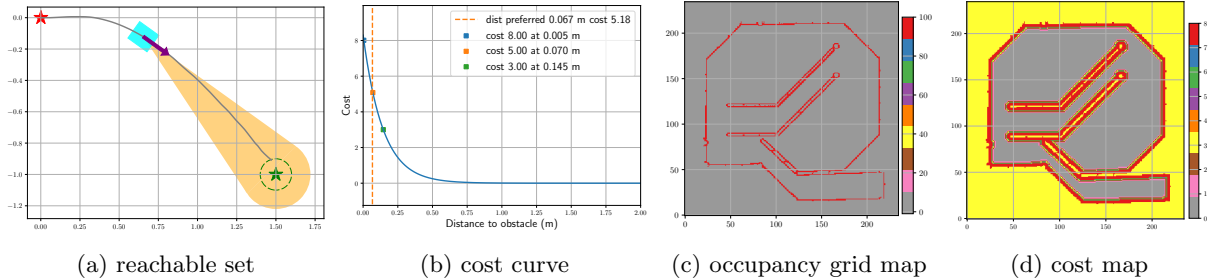 0.0
−0.2
−0.4
−0.6
−0.8
−1.0
−1.2
0.00 0.25 0.50 0.75 1.00 1.25 1.50 1.75
(a) reachable set
dist preferred 0.067 m cost 5.18
cost 8.00 at 0.005 m
cost 5.00 at 0.070 m
cost 3.00 at 0.145 m
Cost
8
6
4
2
0
0.00 0.25 0.50 0.75 1.00 1.25 1.50 1.75 2.00
Distance to obstacle (m)
(b) cost curve
200
150
100
50
0
0 50 100 150 200
100
80
60
40
20
0
(c) occupancy grid map
200
150
100
50
0
0 50 100 150 200
7
6
5
4
3
2
1
0
(d) cost map